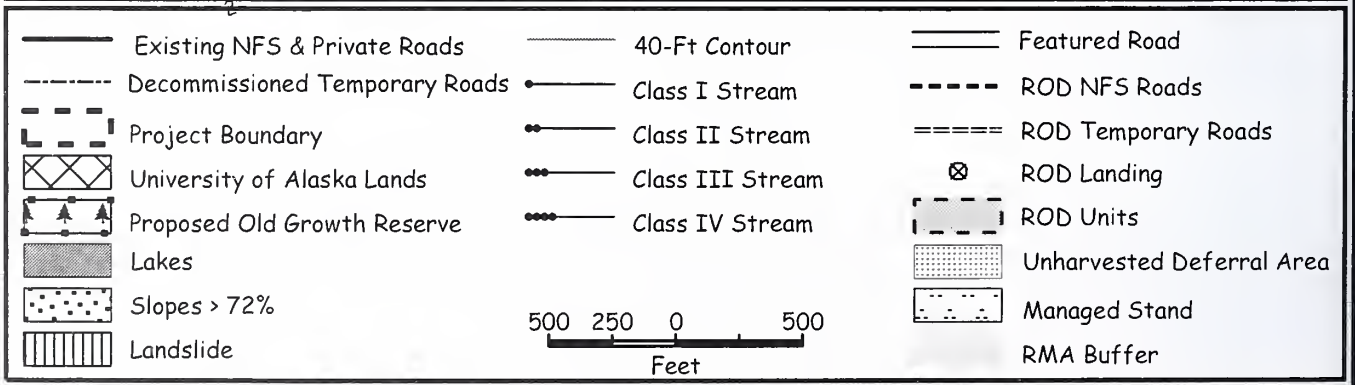 Existing NFS & Private Roads
Decommissioned Temporary Roads
Project Boundary
University of Alaska Lands
Proposed Old Growth Reserve
Lakes
Slopes > 72%
Landslide
40-Ft Contour
Class I Stream
Class II Stream
Class III Stream
Class IV Stream
500 250 0 500
Feet
Featured Road
ROD NFS Roads
ROD Temporary Roads
ROD Landing
ROD Units
Unharvested Deferral Area
Managed Stand
RMA Buffer